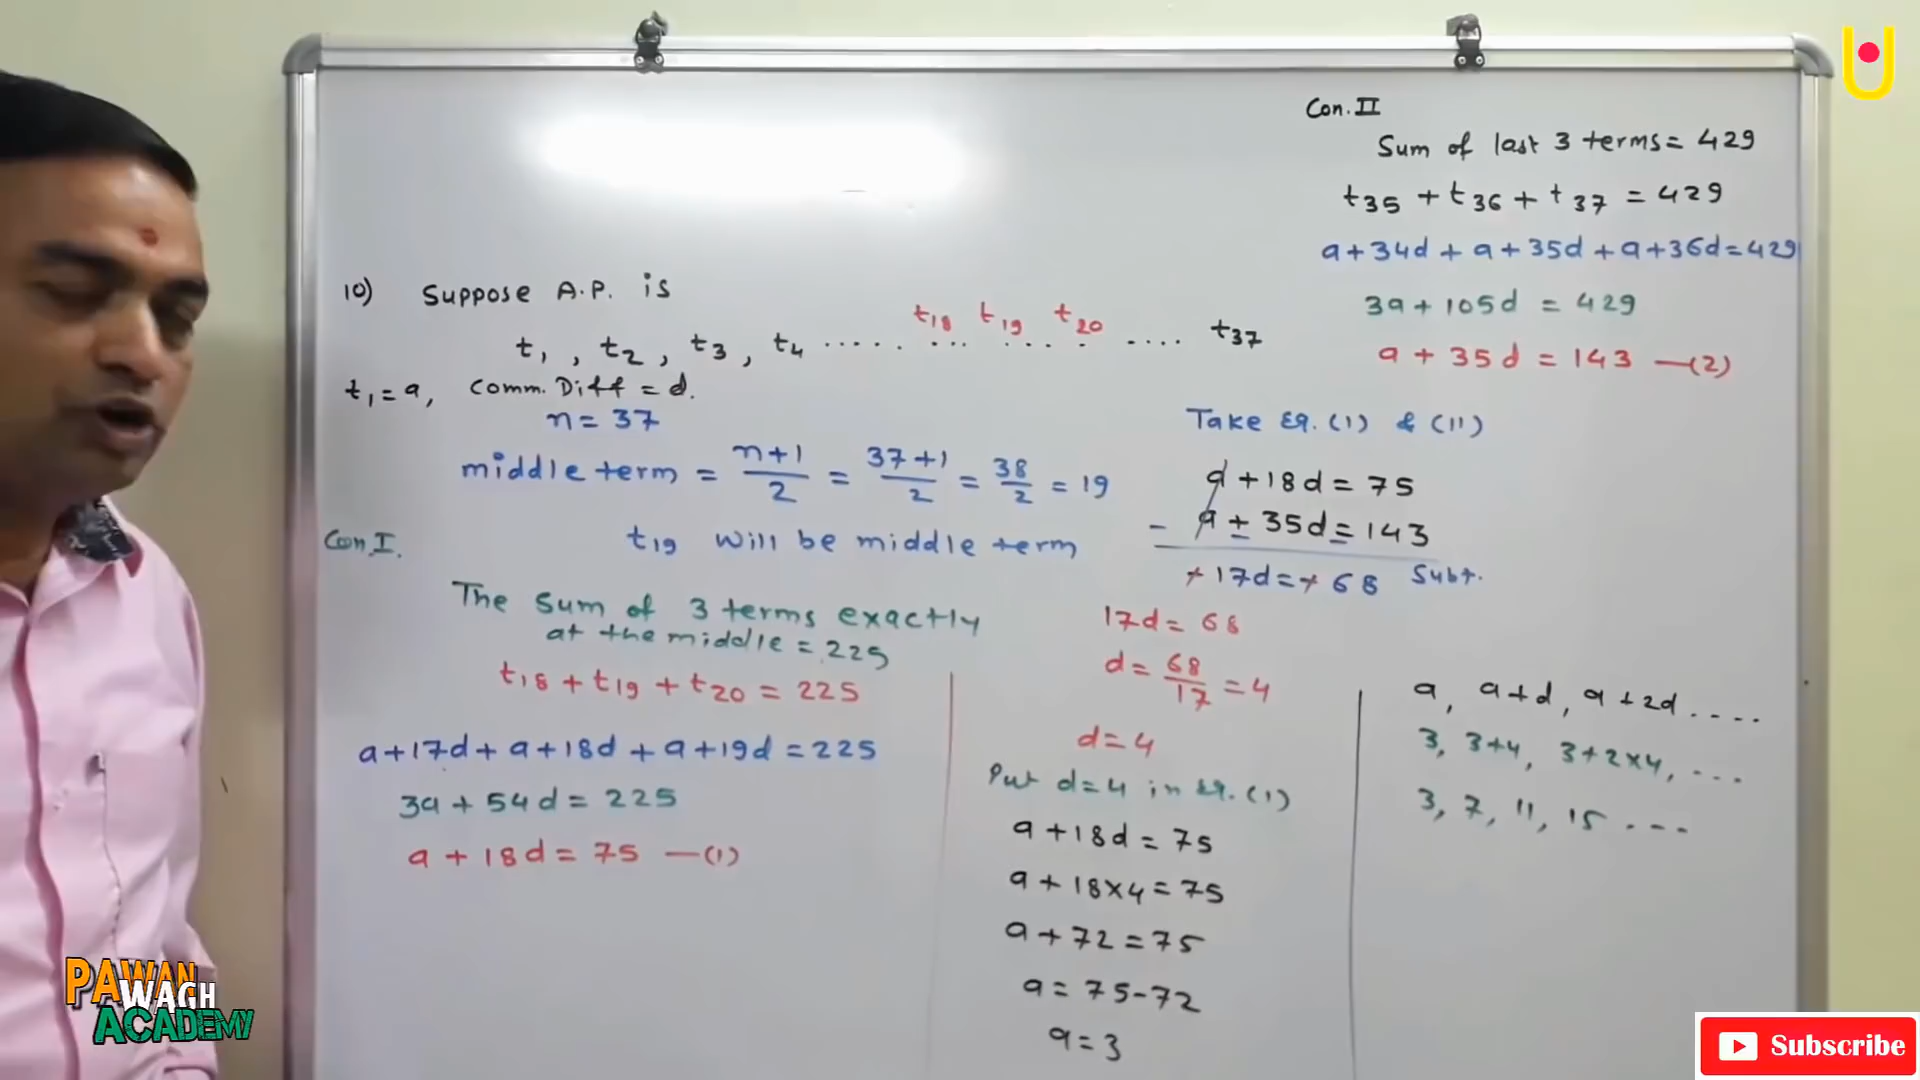 10) Suppose A.P. is
t1, t2, t3, t4 ..... t18 t19 t20 .... t37
t1 = a, Comm. Diff = d.
n = 37
middle term = n+1/2 = 37+1/2 = 38/2 = 19
Con. I. t19 will be middle term
The sum of 3 terms exactly
at the middle = 225
t18 + t19 + t20 = 225
a+17d + a+18d + a+19d = 225
3a + 54d = 225
a + 18d = 75 —(1)
Con. II
Sum of last 3 terms = 429
t35 + t36 + t37 = 429
a+34d + a+35d + a+36d = 429
3a + 105d = 429
a + 35d = 143 —(2)
Take Eq. (1) & (11)
a + 18d = 75
- a ± 35d = 143
+ 17d = + 68 Subt.
17d = 68
d = 68/17 = 4
d = 4
Put d=4 in Eq. (1)
a + 18d = 75
a + 18×4 = 75
a + 72 = 75
a = 75-72
a = 3
a, a+d, a+2d ....
3, 3+4, 3+2×4, ...
3, 7, 11, 15 ...
PAWAN
WAGH
ACADEMY
Subscribe